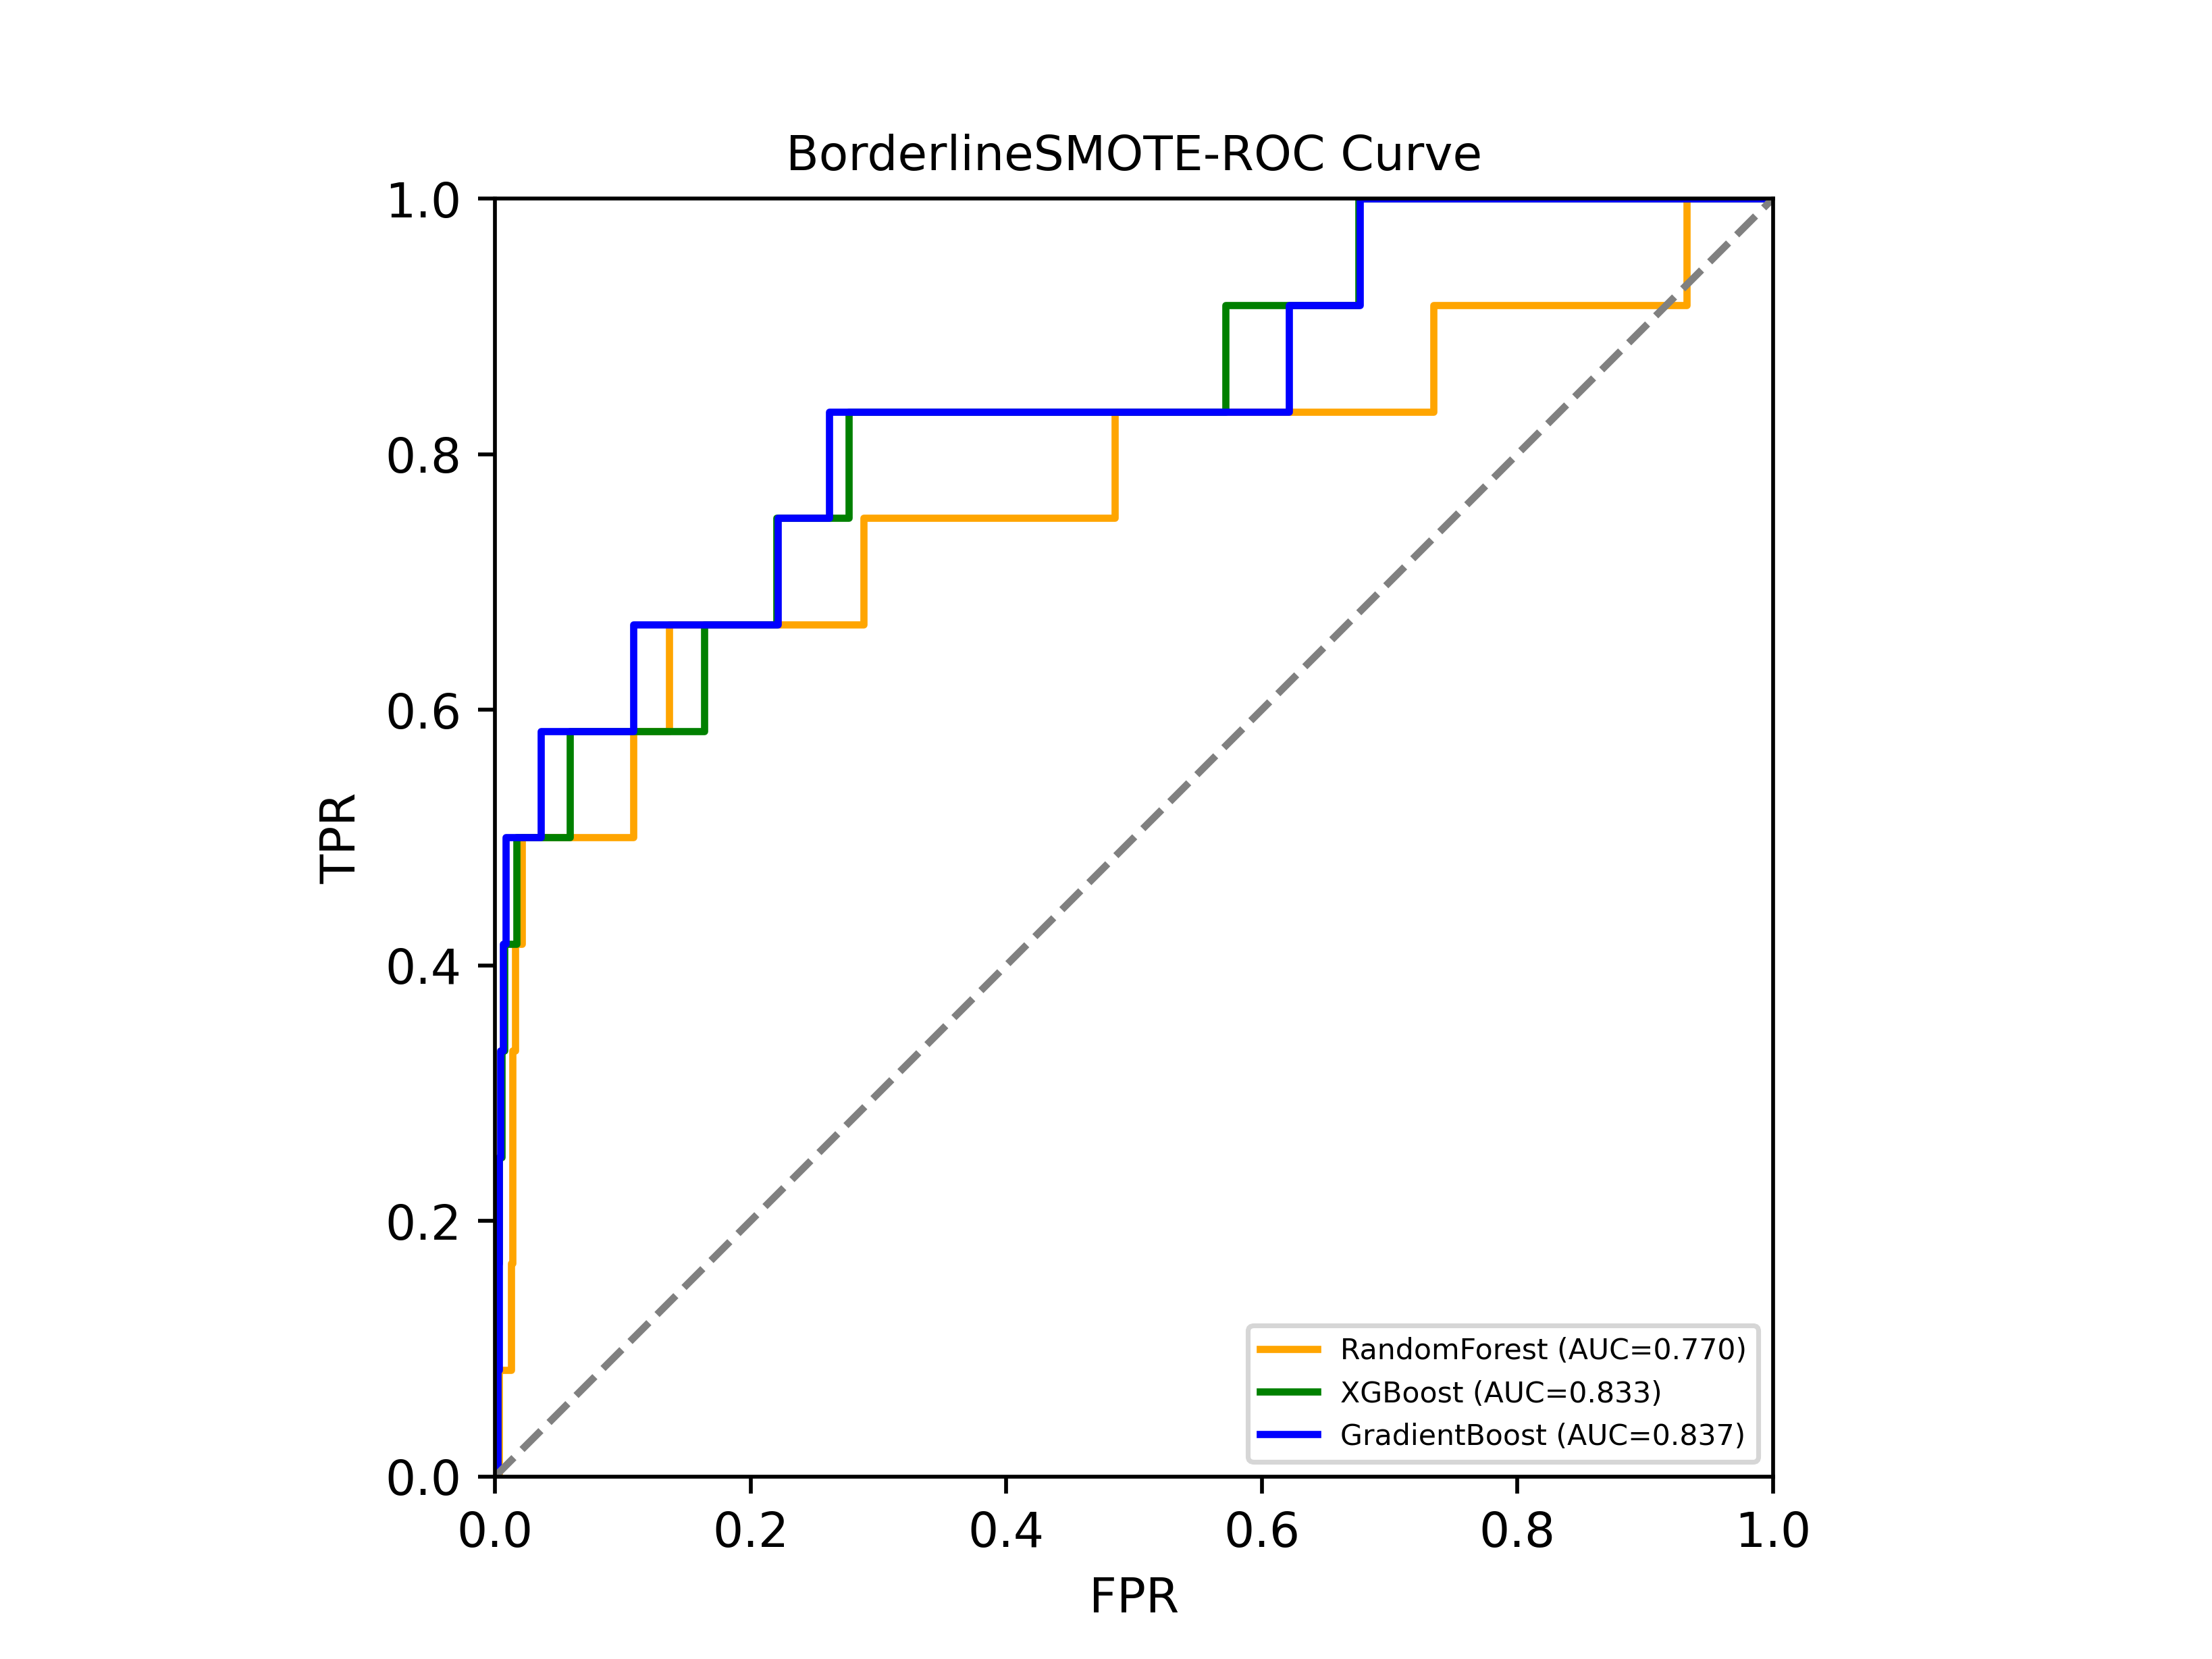 BorderlineSMOTE-ROC Curve
1.0
0.8
0.6
0.4
0.2
0.0
TPR
0.0 0.2 0.4 0.6 0.8 1.0
FPR
RandomForest (AUC=0.770)
XGBoost (AUC=0.833)
GradientBoost (AUC=0.837)